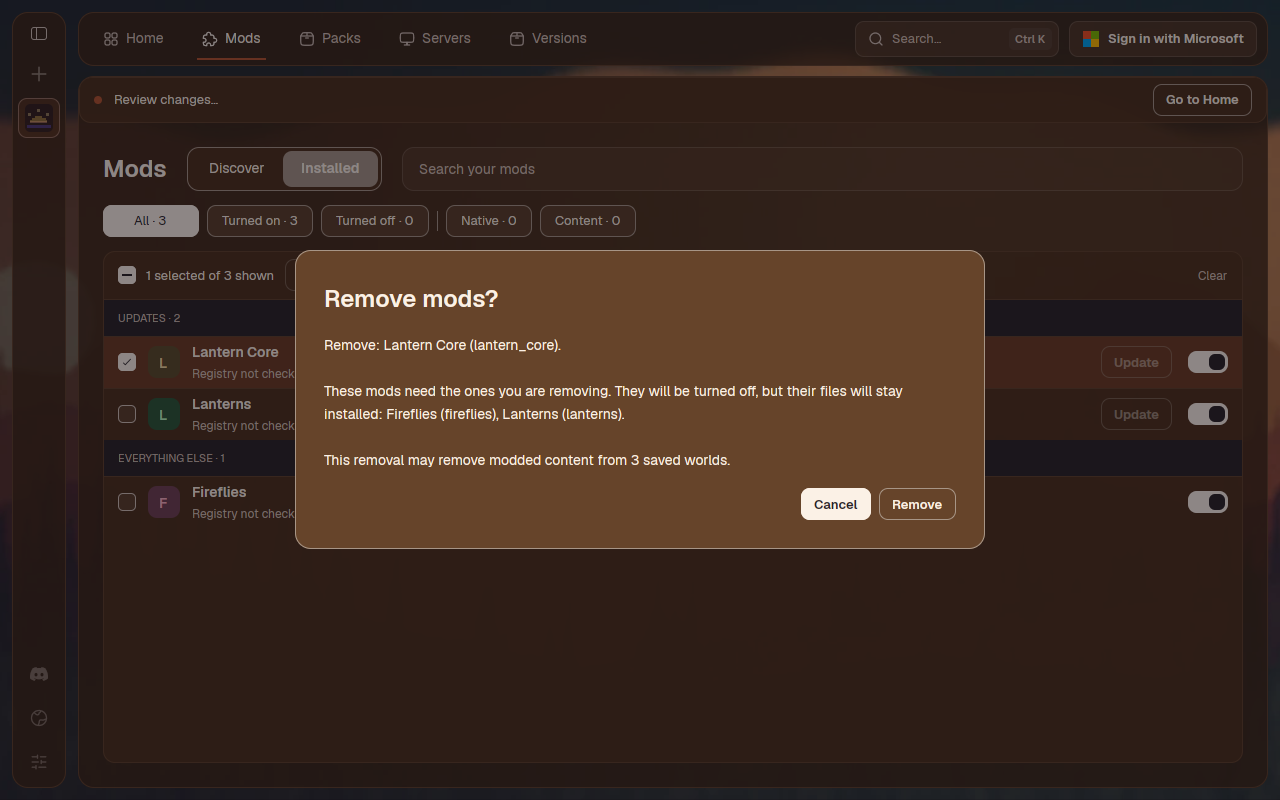 Home
Mods
Packs
Servers
Versions
Search...
Ctrl K
Sign in with Microsoft
Review changes...
Go to Home
Mods
Discover
Installed
Search your mods
All · 3
Turned on · 3
Turned off · 0
Native · 0
Content · 0
1 selected of 3 shown
Clear
UPDATES · 2
L
Lantern Core
Registry not check
Update
L
Lanterns
Registry not check
Update
EVERYTHING ELSE · 1
F
Fireflies
Registry not check
Remove mods?
Remove: Lantern Core (lantern_core).
These mods need the ones you are removing. They will be turned off, but their files will stay
installed: Fireflies (fireflies), Lanterns (lanterns).
This removal may remove modded content from 3 saved worlds.
Cancel
Remove